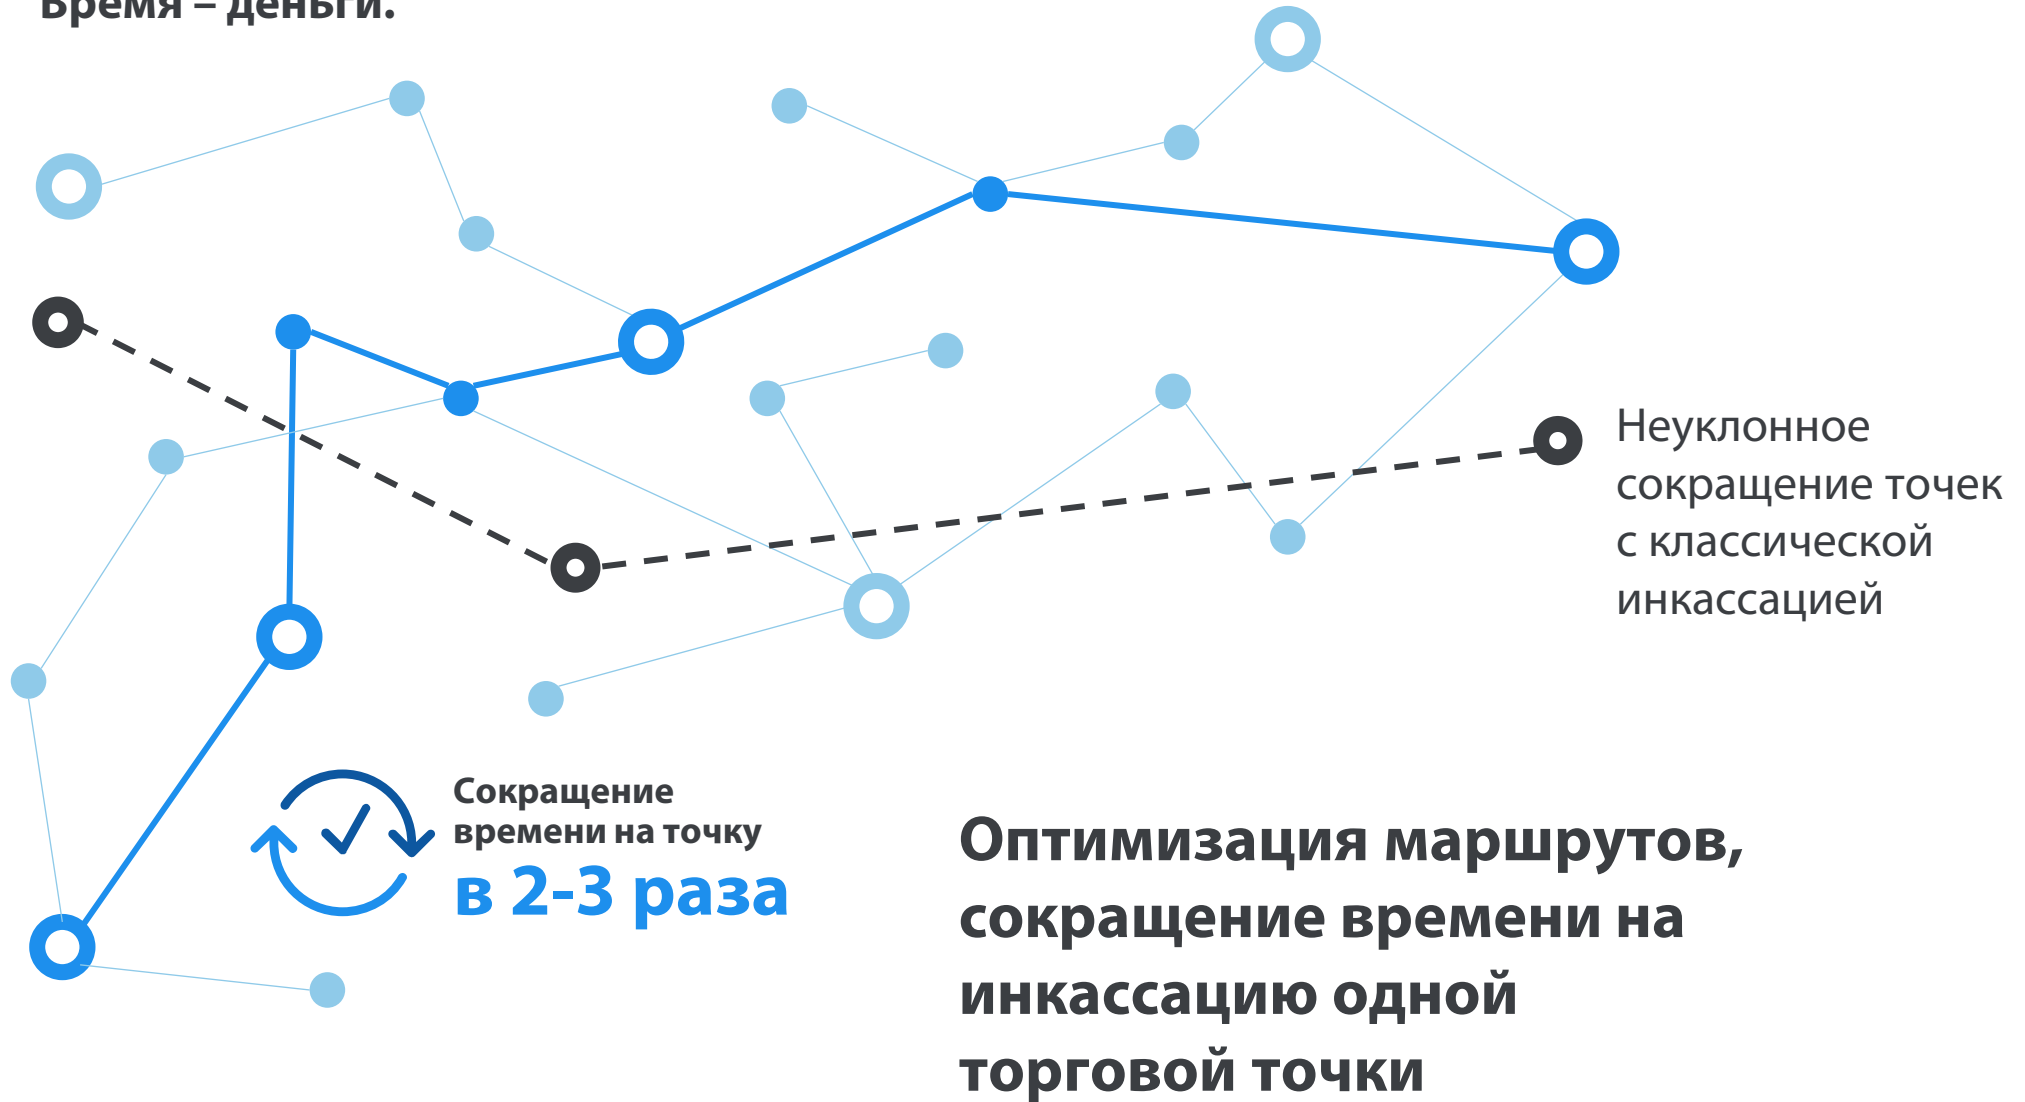 Время – деньги.
Неуклонное
сокращение точек
с классической
инкассацией
Сокращение
времени на точку
в 2-3 раза
Оптимизация маршрутов,
сокращение времени на
инкассацию одной
торговой точки